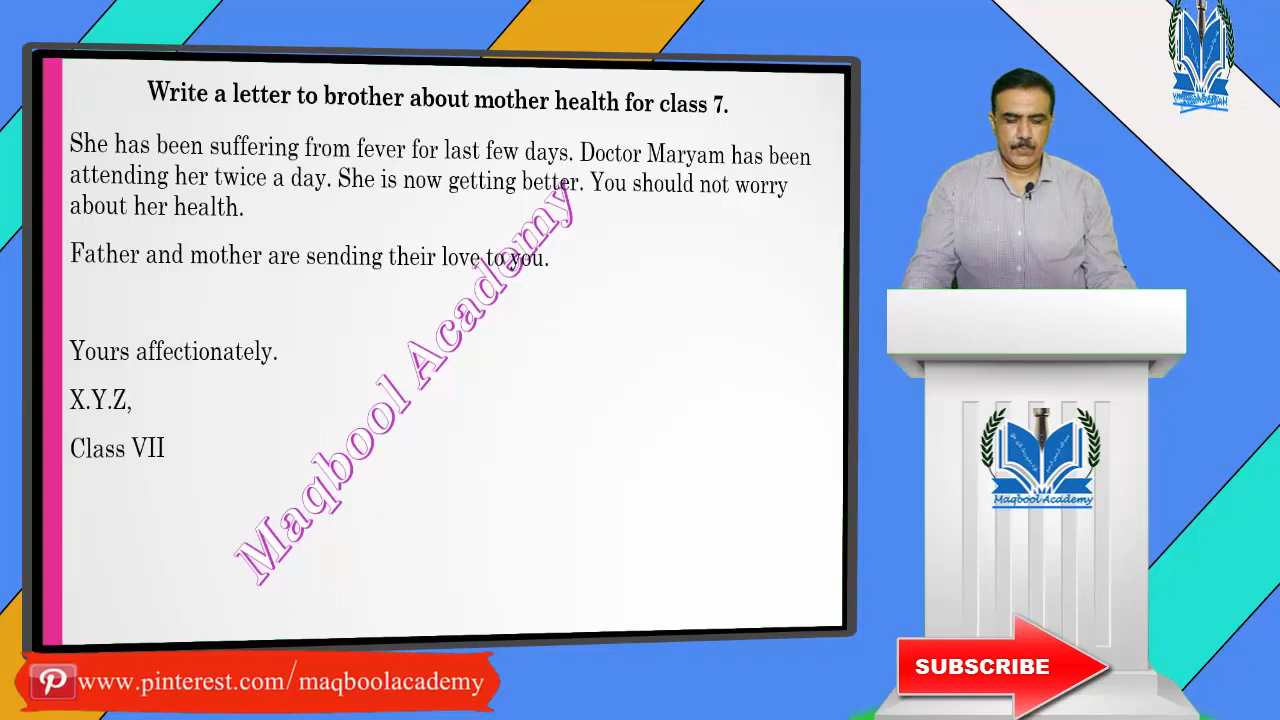 Write a letter to brother about mother health for class 7.
She has been suffering from fever for last few days. Doctor Maryam has been
attending her twice a day. She is now getting better. You should not worry
about her health.
Father and mother are sending their love to you.
Yours affectionately.
X.Y.Z,
Class VII
Maqbool Academy
Maqbool Academy
SUBSCRIBE
www.pinterest.com/maqboolacademy